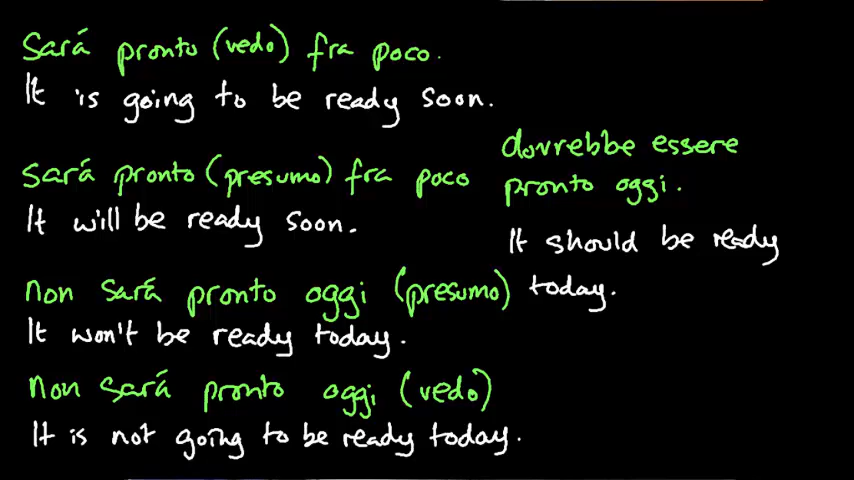 Sará pronto (vedo) fra poco.
It is going to be ready soon.
sará pronto (presumo) fra poco
It will be ready soon.
dovrebbe essere
pronto oggi.
It should be ready
today.
non sará pronto oggi (presumo)
It won't be ready today.
Non sará pronto oggi (vedo)
It is not going to be ready today.